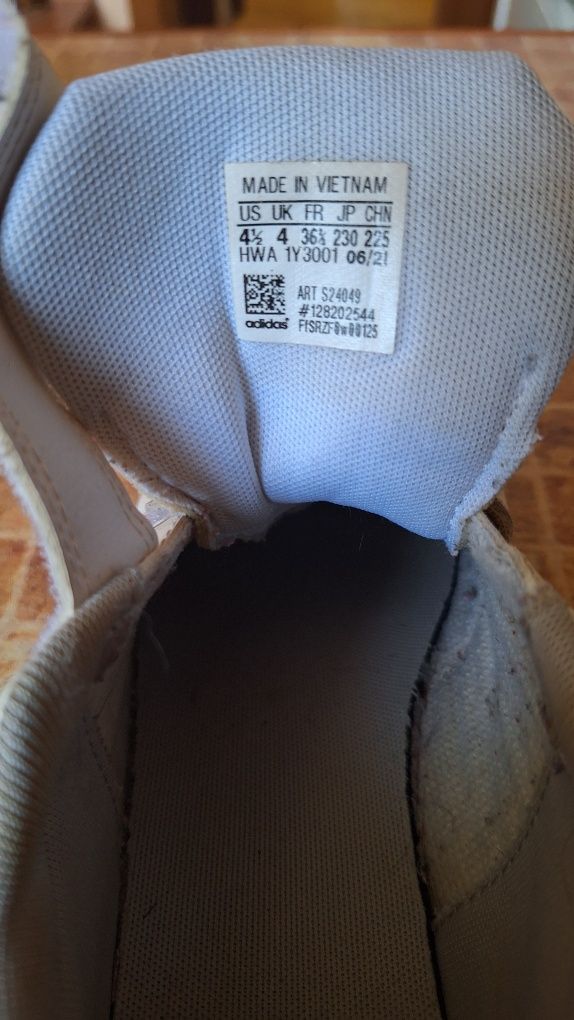 MADE IN VIETNAM
US UK FR JP CHN
4½ 4 36⅔ 230 225
HWA 1Y3001 06/21
ART S24049
#128202544
adidas